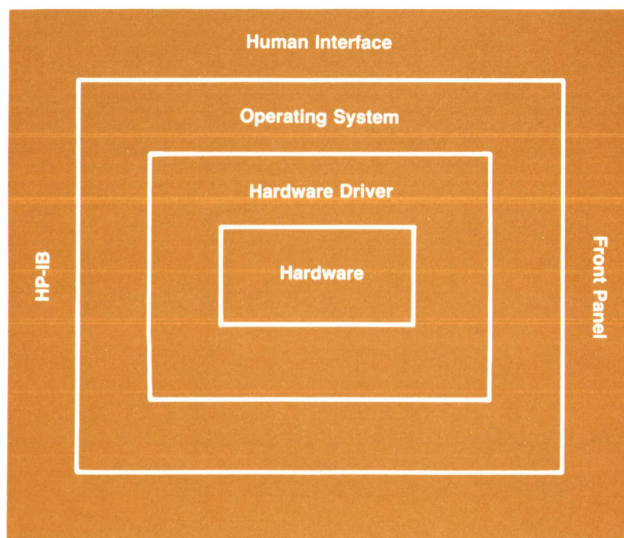 Human Interface
Operating System
Hardware Driver
Hardware
HP-IB
Front Panel